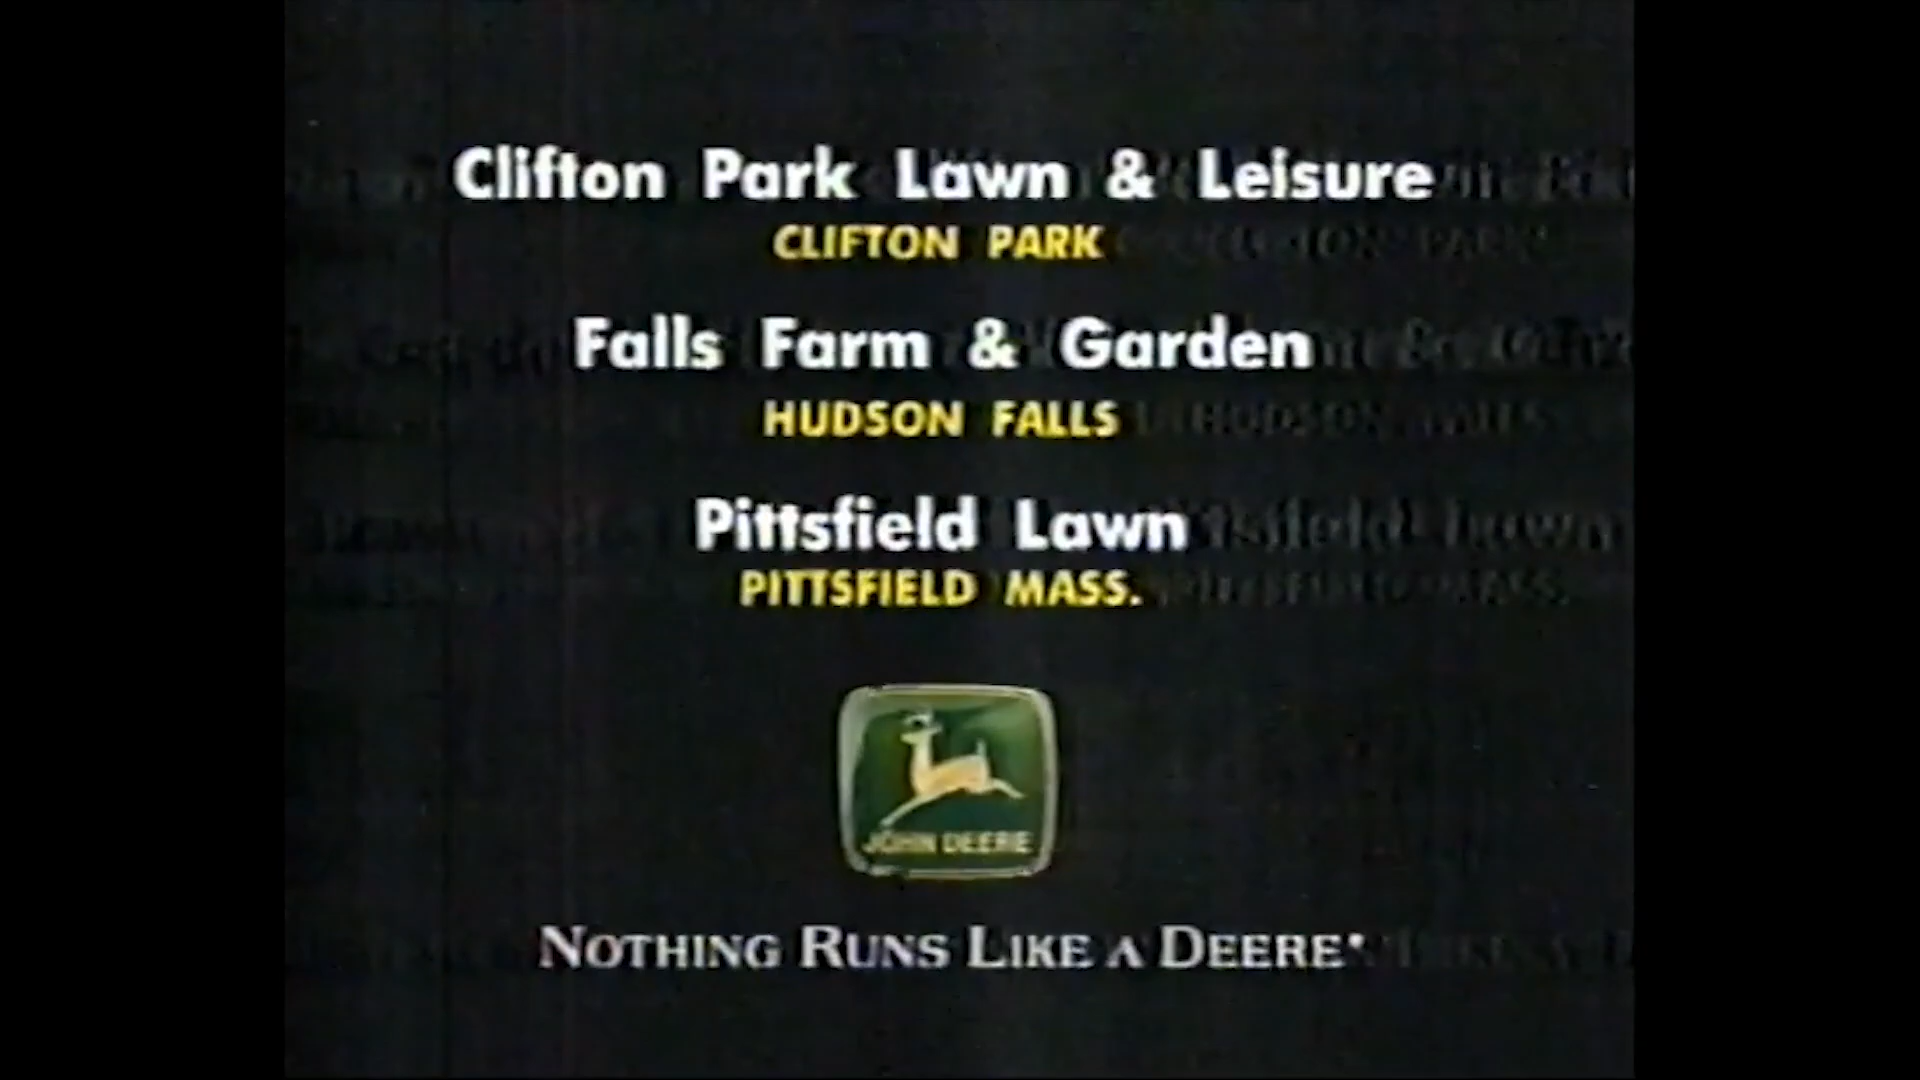 Clifton Park Lawn & Leisure
CLIFTON PARK
Falls Farm & Garden
HUDSON FALLS
Pittsfield Lawn
PITTSFIELD MASS.
JOHN DEERE
NOTHING RUNS LIKE A DEERE